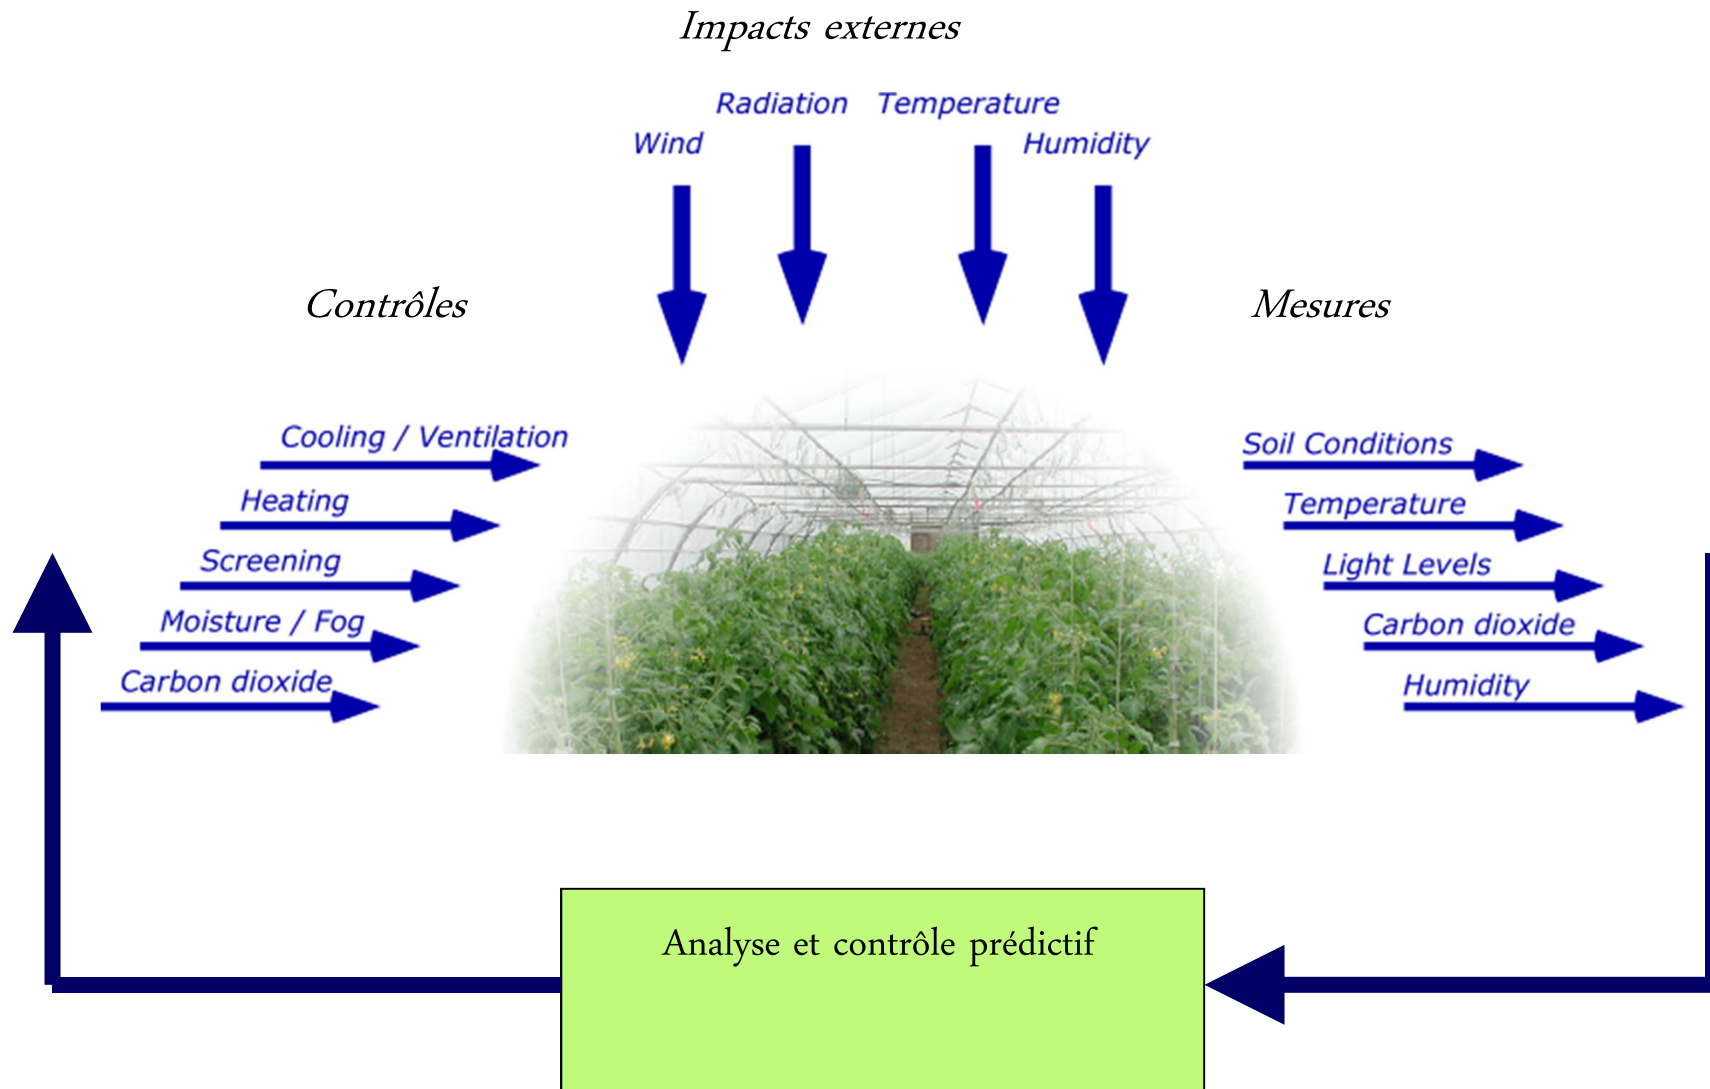 Impacts externes
Radiation Temperature
Wind Humidity
Contrôles
Mesures
Cooling / Ventilation
Heating
Screening
Moisture / Fog
Carbon dioxide
Soil Conditions
Temperature
Light Levels
Carbon dioxide
Humidity
Analyse et contrôle prédictif